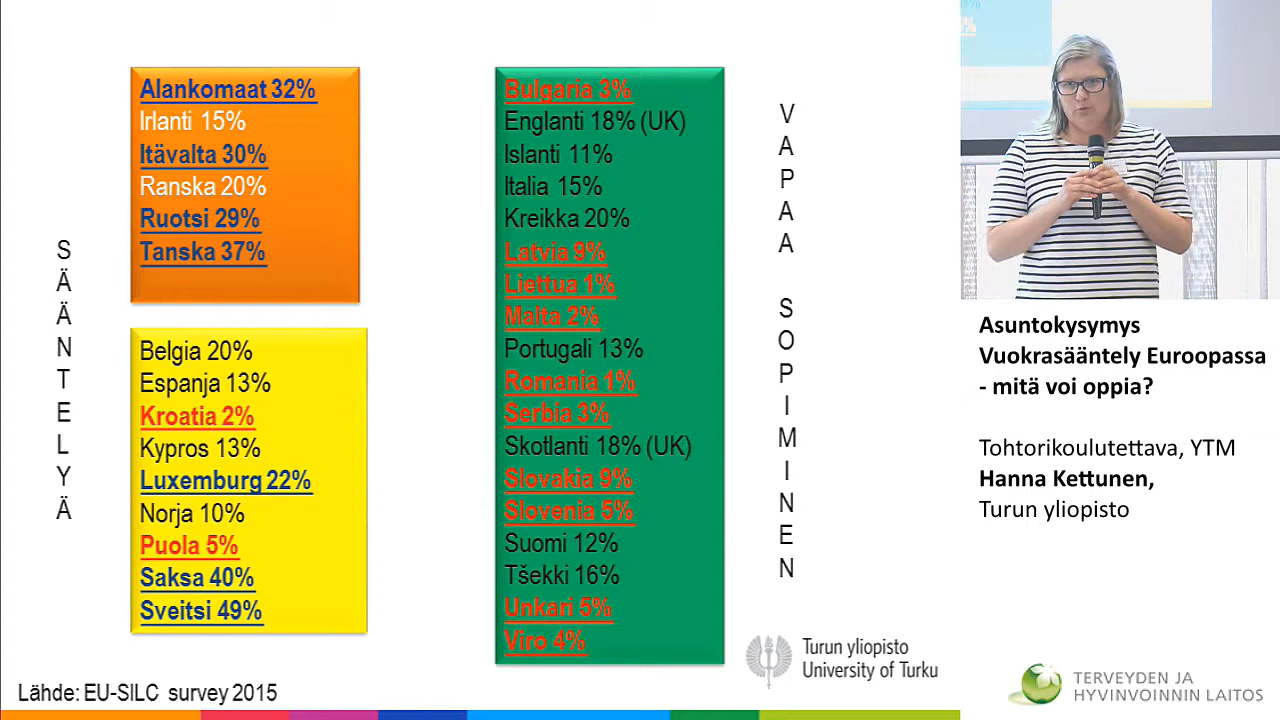 Alankomaat 32%
Irlanti 15%
Itävalta 30%
Ranska 20%
Ruotsi 29%
Tanska 37%
SÄÄNTELYÄ
Belgia 20%
Espanja 13%
Kroatia 2%
Kypros 13%
Luxemburg 22%
Norja 10%
Puola 5%
Saksa 40%
Sveitsi 49%
Bulgaria 3%
Englanti 18% (UK)
Islanti 11%
Italia 15%
Kreikka 20%
Latvia 9%
Liettua 1%
Malta 2%
Portugali 13%
Romania 1%
Serbia 3%
Skotlanti 18% (UK)
Slovakia 9%
Slovenia 5%
Suomi 12%
Tšekki 16%
Unkari 5%
Viro 4%
VAPAA SOPIMINEN
Lähde: EU-SILC survey 2015
Turun yliopisto
University of Turku
Asuntokysymys
Vuokrasääntely Euroopassa
- mitä voi oppia?
Tohtorikoulutettava, YTM
Hanna Kettunen,
Turun yliopisto
TERVEYDEN JA
HYVINVOINNIN LAITOS